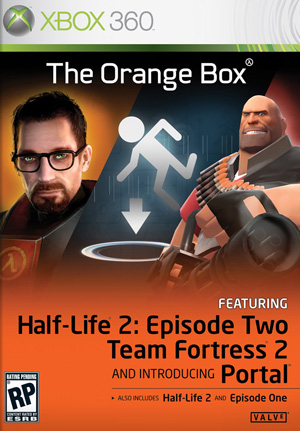 XBOX 360
The Orange Box
FEATURING
Half-Life 2: Episode Two
Team Fortress 2
AND INTRODUCING Portal
• ALSO INCLUDES Half-Life 2 AND Episode One
RATING PENDING
RP
CONTENT RATED BY
ESRB
VALVE